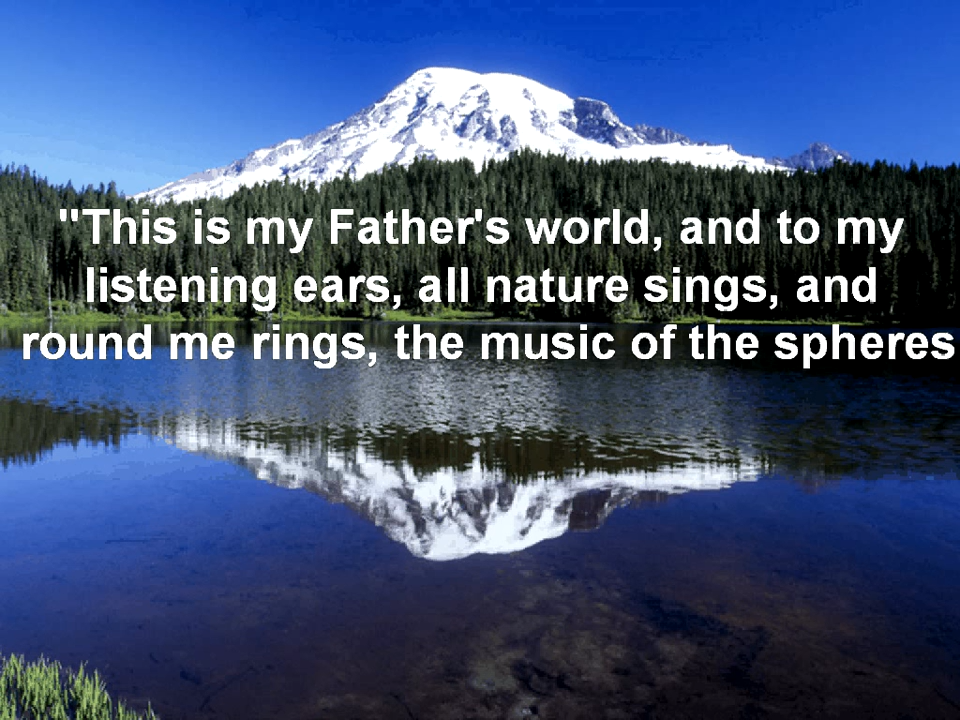 "This is my Father's world, and to my
listening ears, all nature sings, and
round me rings, the music of the spheres